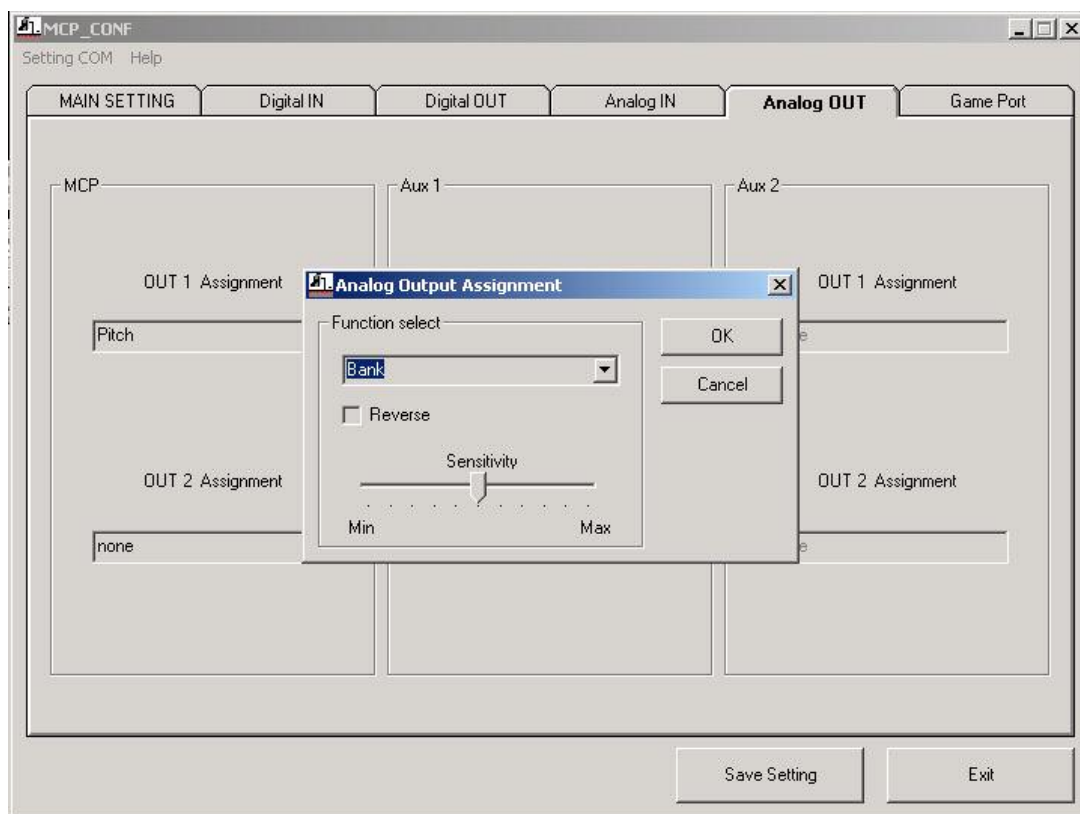 MCP_CONF
Setting COM Help
MAIN SETTING Digital IN Digital OUT Analog IN Analog OUT Game Port
MCP Aux 1 Aux 2
OUT 1 Assignment OUT 1 Assignment
Analog Output Assignment
Function select
OK
Pitch
Bank
Cancel
Reverse
Sensitivity
OUT 2 Assignment OUT 2 Assignment
Min Max
none
Save Setting Exit